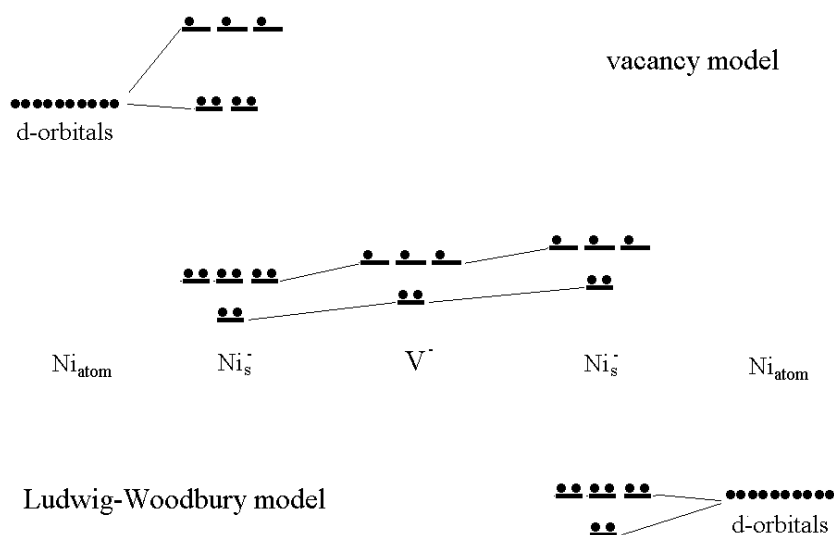 vacancy model
d-orbitals
Ni_atom Ni_s^- V^- Ni_s^- Ni_atom
Ludwig-Woodbury model
d-orbitals